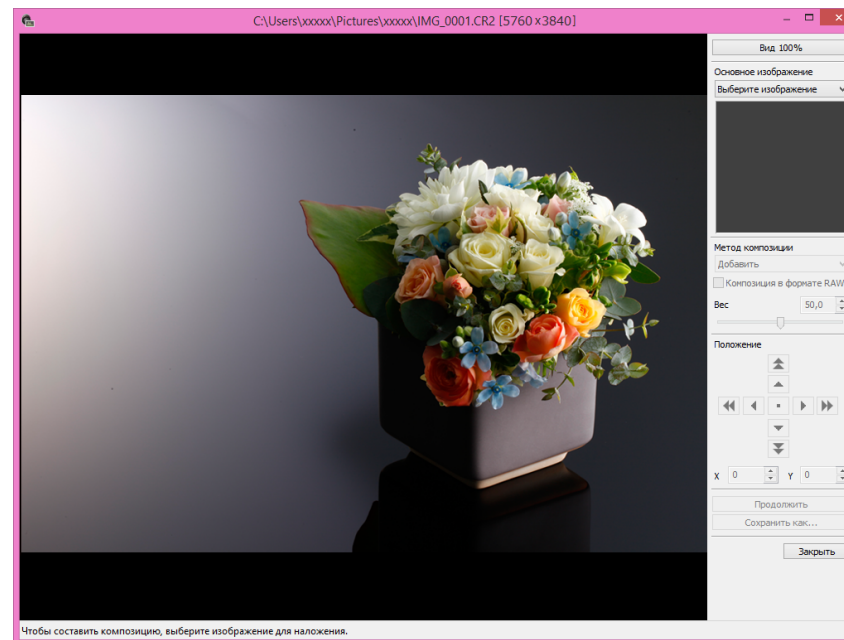 C:\Users\xxxxx\Pictures\xxxxx\IMG_0001.CR2 [5760 x 3840]
Вид 100%
Основное изображение
Выберите изображение
Метод композиции
Добавить
Композиция в формате RAW
Вес 50,0
Положение
X 0 Y 0
Продолжить
Сохранить как...
Закрыть
Чтобы составить композицию, выберите изображение для наложения.